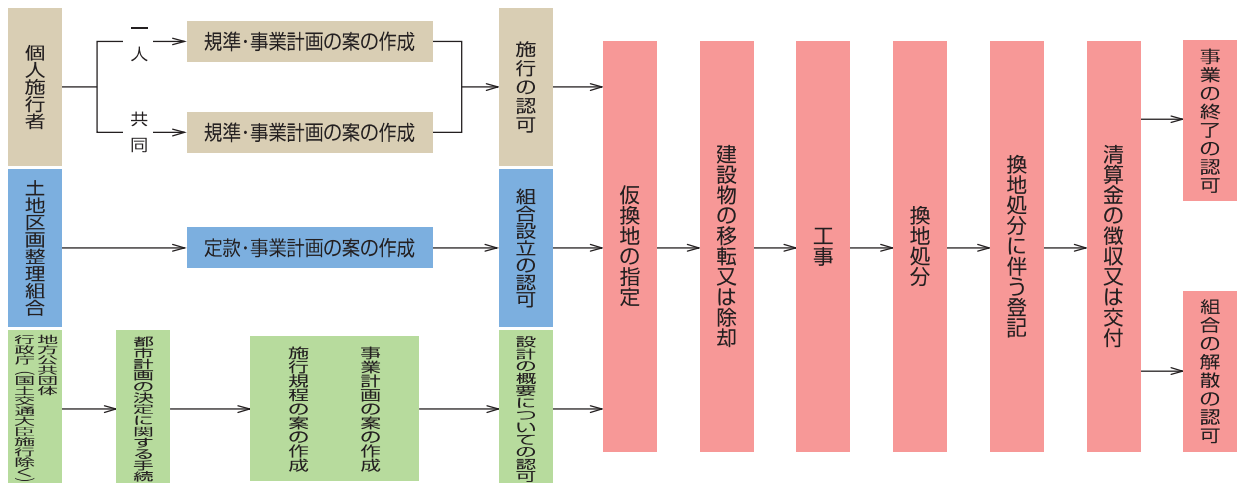 個人施行者
一人
規準・事業計画の案の作成
共同
規準・事業計画の案の作成
施行の認可
土地区画整理組合
定款・事業計画の案の作成
組合設立の認可
地方公共団体
行政庁（国土交通大臣施行除く）
都市計画の決定に関する手続
事業計画の案の作成
施行規程の案の作成
設計の概要についての認可
仮換地の指定
建設物の移転又は除却
工事
換地処分
換地処分に伴う登記
清算金の徴収又は交付
事業の終了の認可
組合の解散の認可